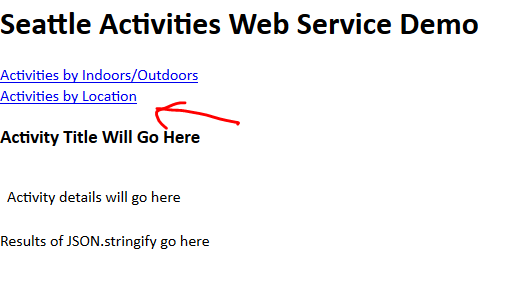 Seattle Activities Web Service Demo
Activities by Indoors/Outdoors
Activities by Location
Activity Title Will Go Here
Activity details will go here
Results of JSON.stringify go here